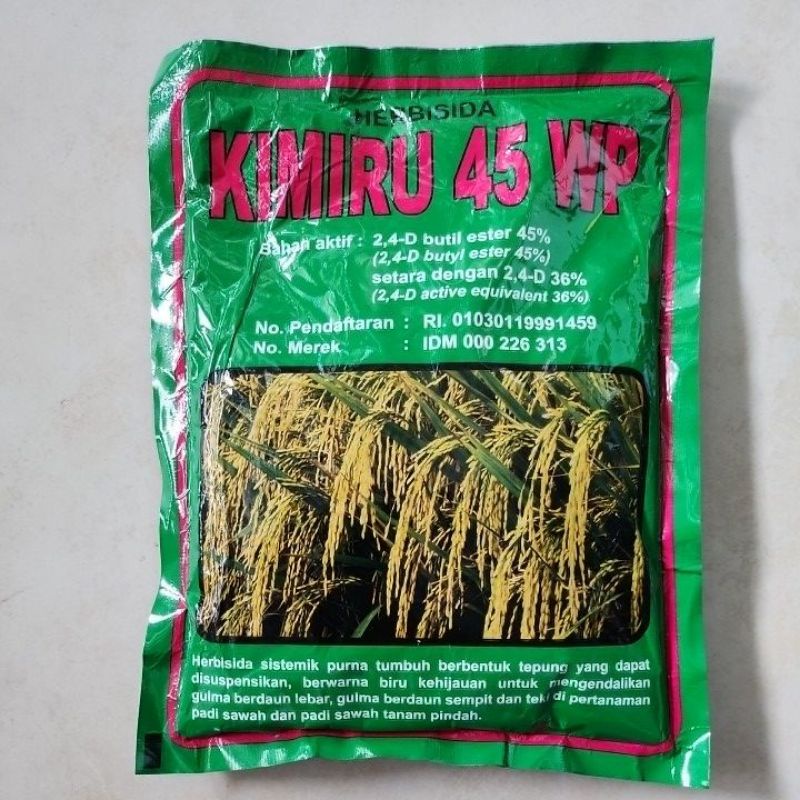 HERBISIDA
KIMIRU 45 WP
Bahan aktif : 2,4-D butil ester 45%
(2,4-D butyl ester 45%)
setara dengan 2,4-D 36%
(2,4-D active equivalent 36%)
No. Pendaftaran : RI. 01030119991459
No. Merek : IDM 000 226 313
Herbisida sistemik purna tumbuh berbentuk tepung yang dapat
disuspensikan, berwarna biru kehijauan untuk mengendalikan
gulma berdaun lebar, gulma berdaun sempit dan teki di pertanaman
padi sawah dan padi sawah tanam pindah.